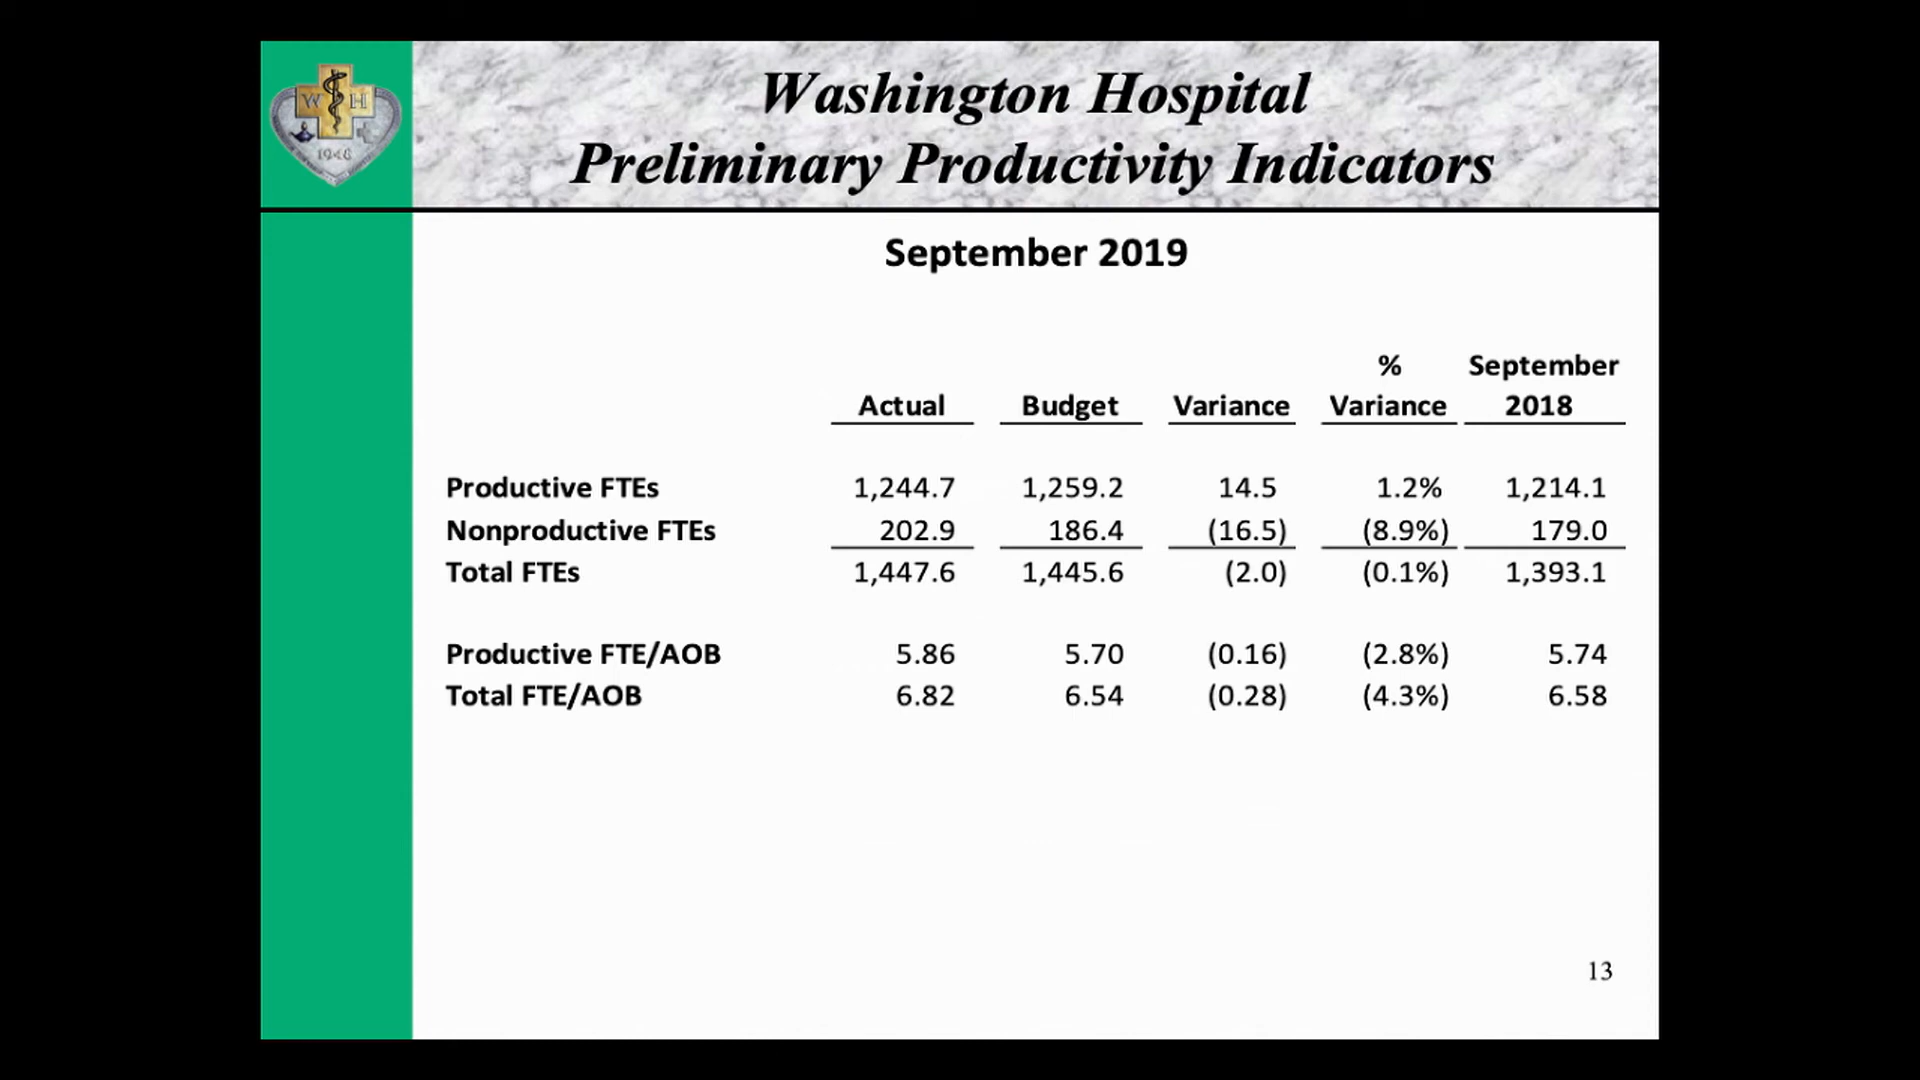 W H
1948
Washington Hospital
Preliminary Productivity Indicators
September 2019
% September
Actual Budget Variance Variance 2018
Productive FTEs 1,244.7 1,259.2 14.5 1.2% 1,214.1
Nonproductive FTEs 202.9 186.4 (16.5) (8.9%) 179.0
Total FTEs 1,447.6 1,445.6 (2.0) (0.1%) 1,393.1
Productive FTE/AOB 5.86 5.70 (0.16) (2.8%) 5.74
Total FTE/AOB 6.82 6.54 (0.28) (4.3%) 6.58
13